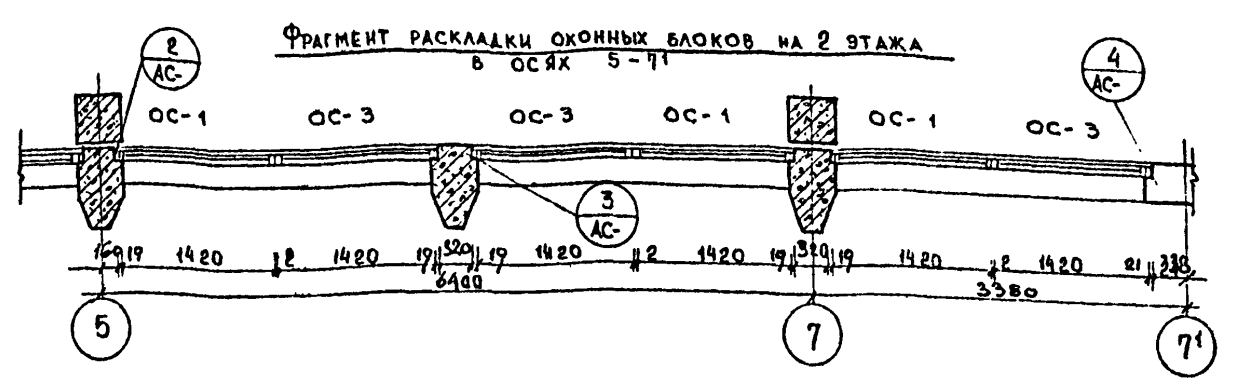 Фрагмент раскладки оконных блоков на 2 этажа
в осях 5-7¹
2
АС-
4
АС-
ОС-1 ОС-3 ОС-3 ОС-1 ОС-1 ОС-3
3
АС-
160 19 1420 2 1420 19 320 19 1420 2 1420 19 320 19 1420 2 1420 21 338
6400 3380
5 7 7¹